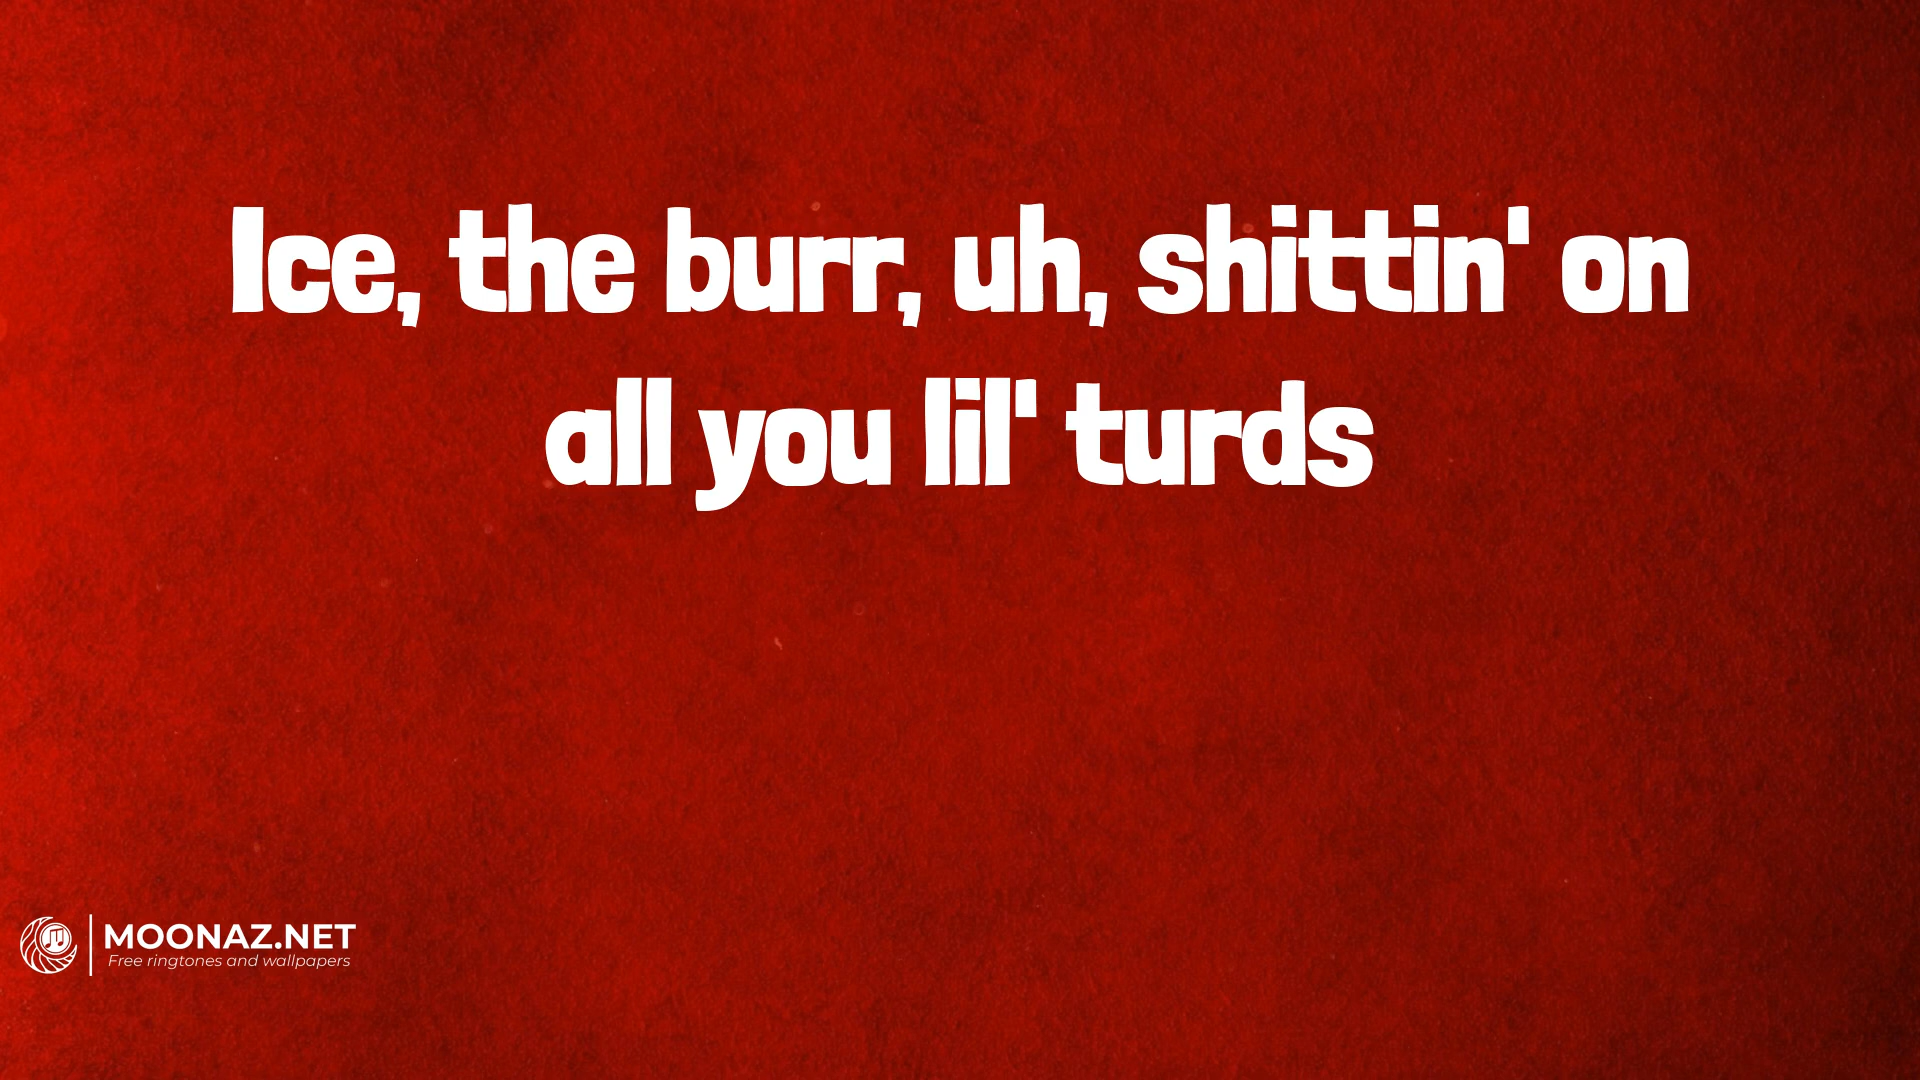 Ice, the burr, uh, shittin' on
all you lil' turds
MOONAZ.NET
Free ringtones and wallpapers